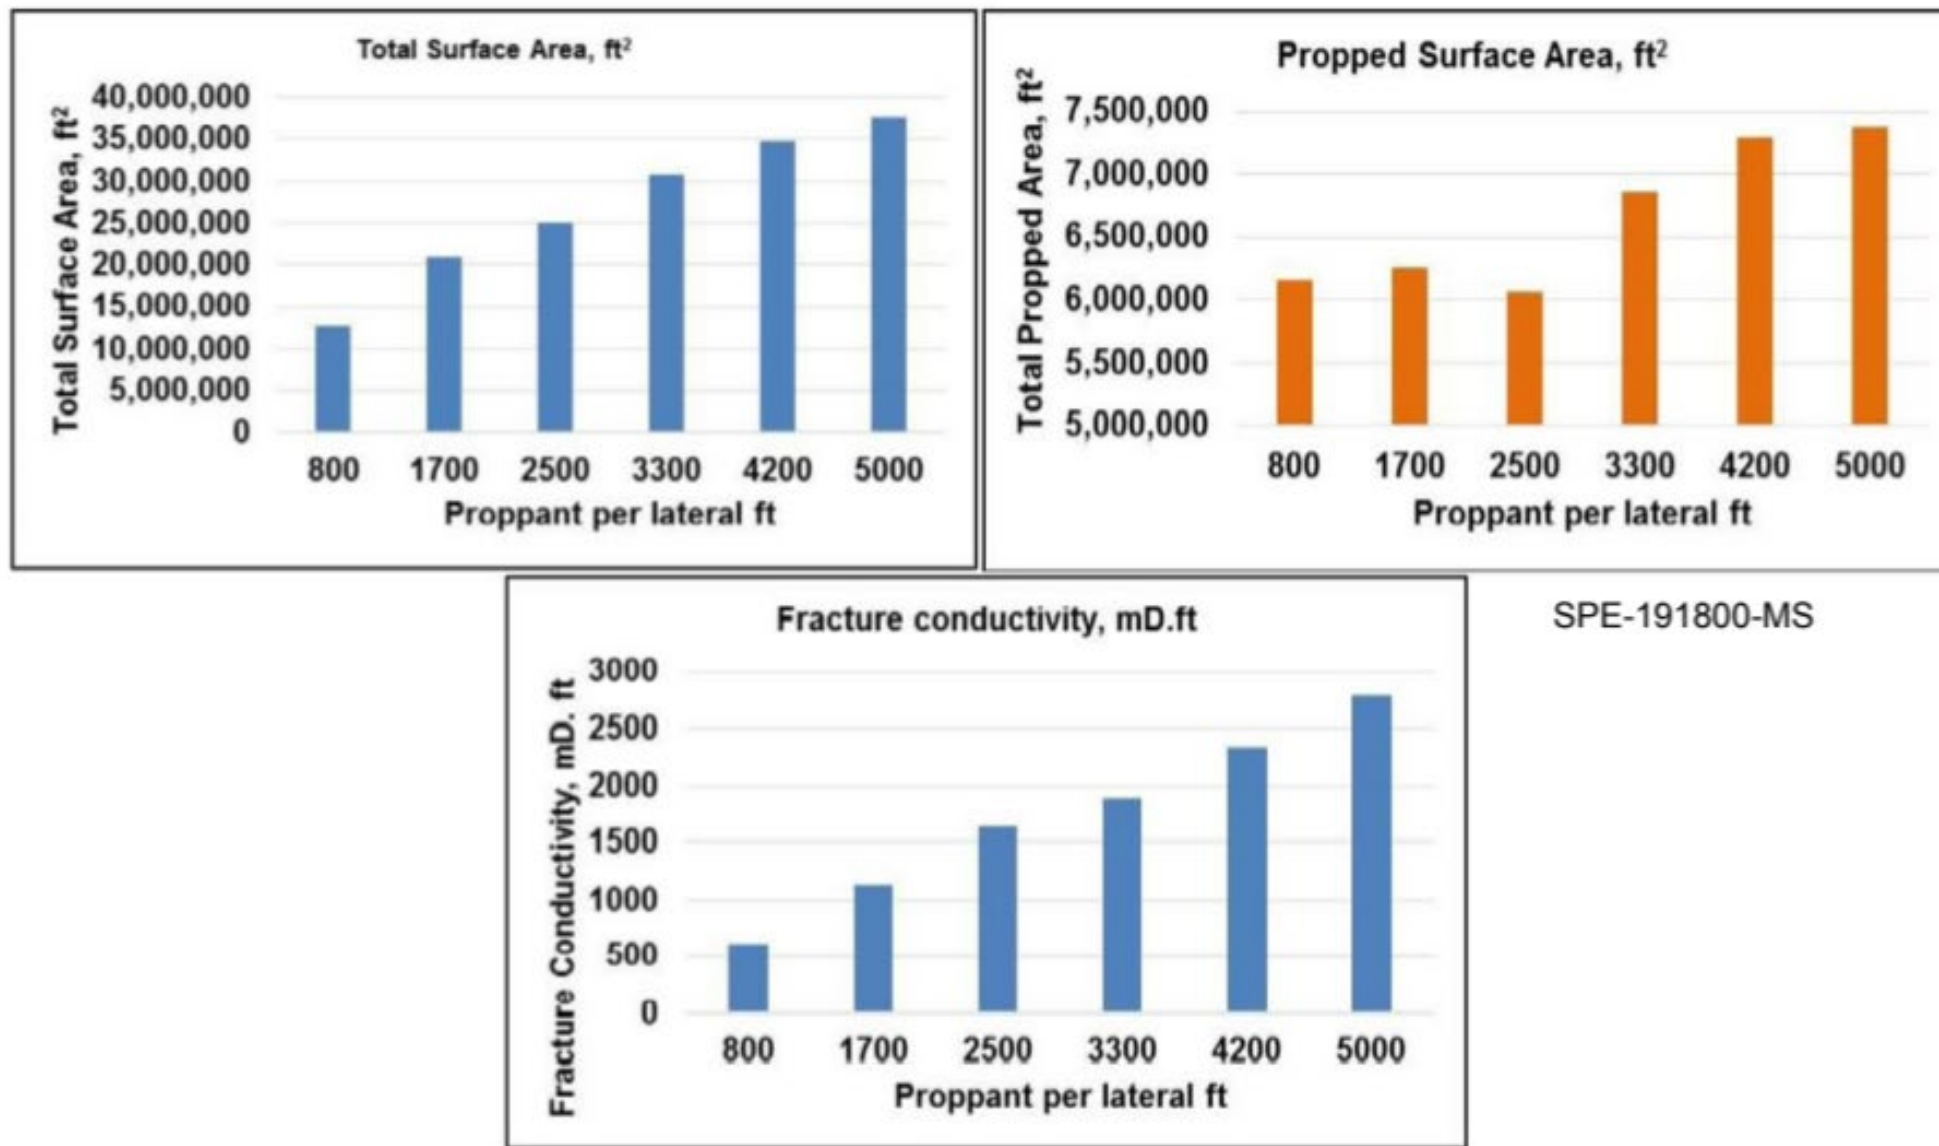 Total Surface Area, ft²
Total Surface Area, ft²
40,000,000
35,000,000
30,000,000
25,000,000
20,000,000
15,000,000
10,000,000
5,000,000
0
800 1700 2500 3300 4200 5000
Proppant per lateral ft
Propped Surface Area, ft²
Total Propped Area, ft²
7,500,000
7,000,000
6,500,000
6,000,000
5,500,000
5,000,000
800 1700 2500 3300 4200 5000
Proppant per lateral ft
SPE-191800-MS
Fracture conductivity, mD.ft
Fracture Conductivity, mD. ft
3000
2500
2000
1500
1000
500
0
800 1700 2500 3300 4200 5000
Proppant per lateral ft